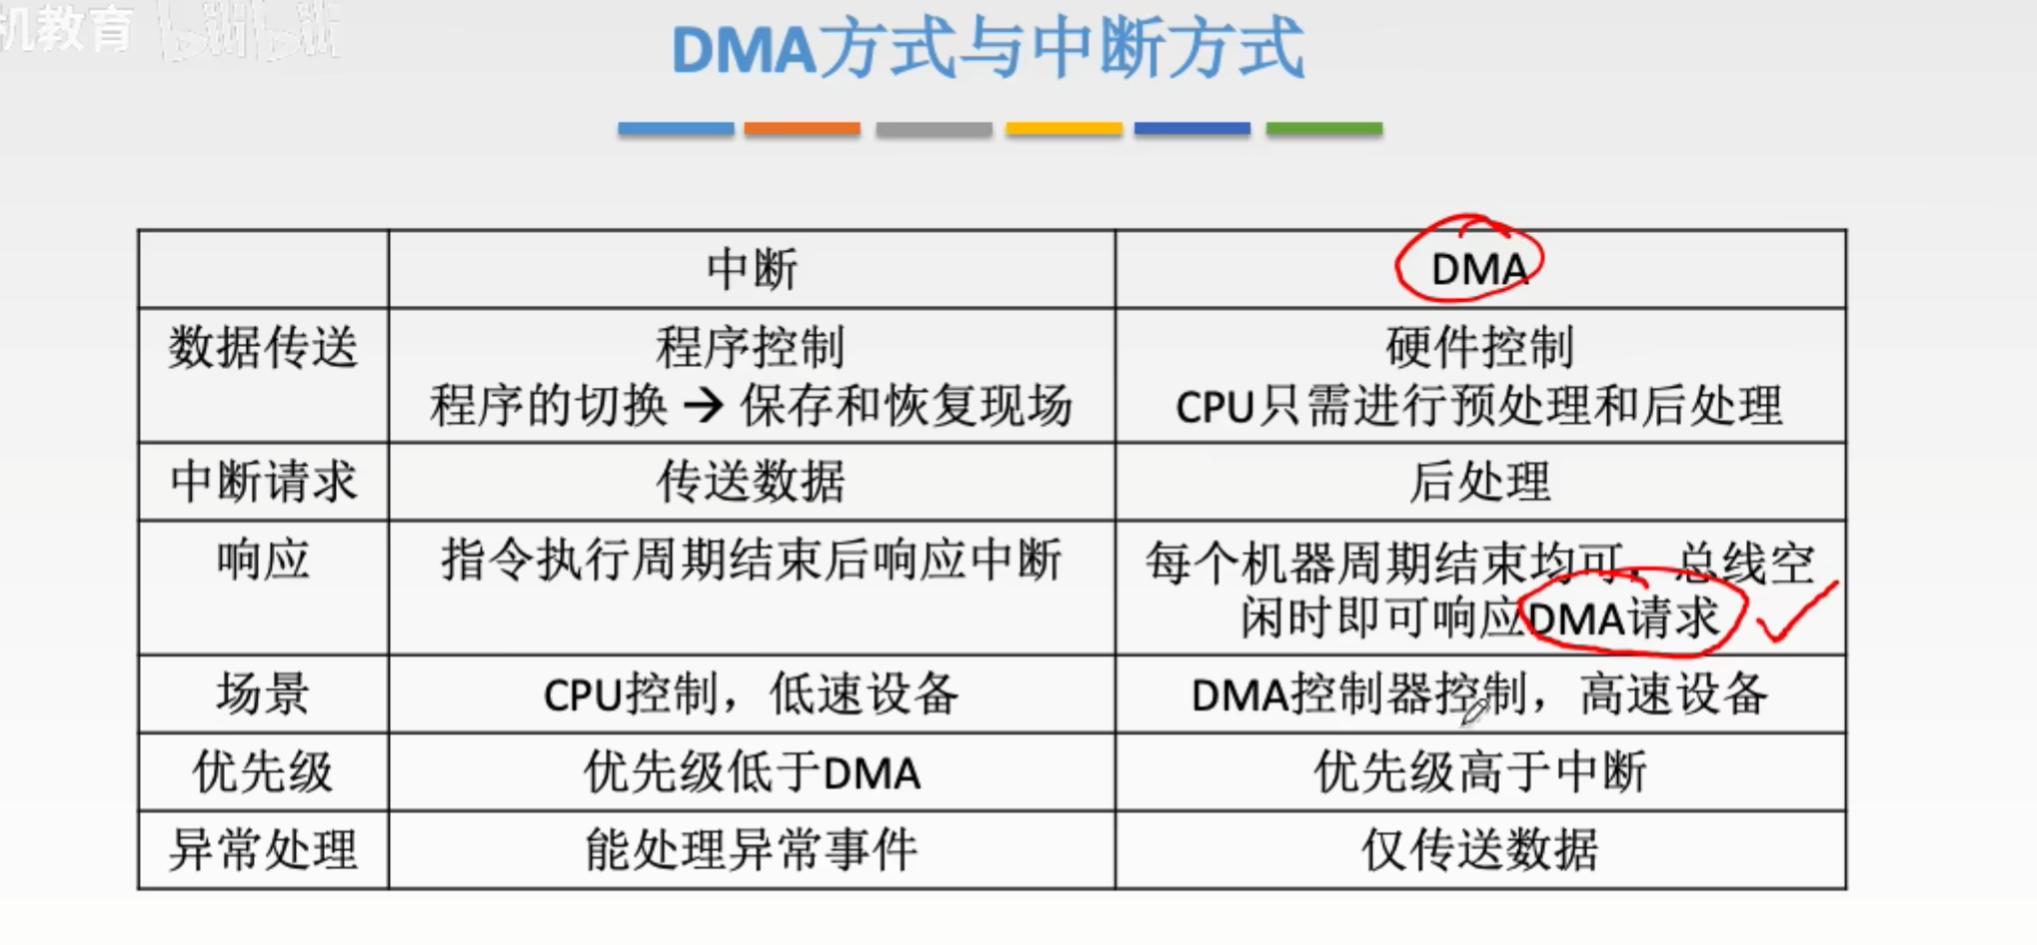 机教育
DMA方式与中断方式
中断
DMA
数据传送
程序控制
程序的切换 → 保存和恢复现场
硬件控制
CPU只需进行预处理和后处理
中断请求
传送数据
后处理
响应
指令执行周期结束后响应中断
每个机器周期结束均可，总线空
闲时即可响应DMA请求
场景
CPU控制，低速设备
DMA控制器控制，高速设备
优先级
优先级低于DMA
优先级高于中断
异常处理
能处理异常事件
仅传送数据